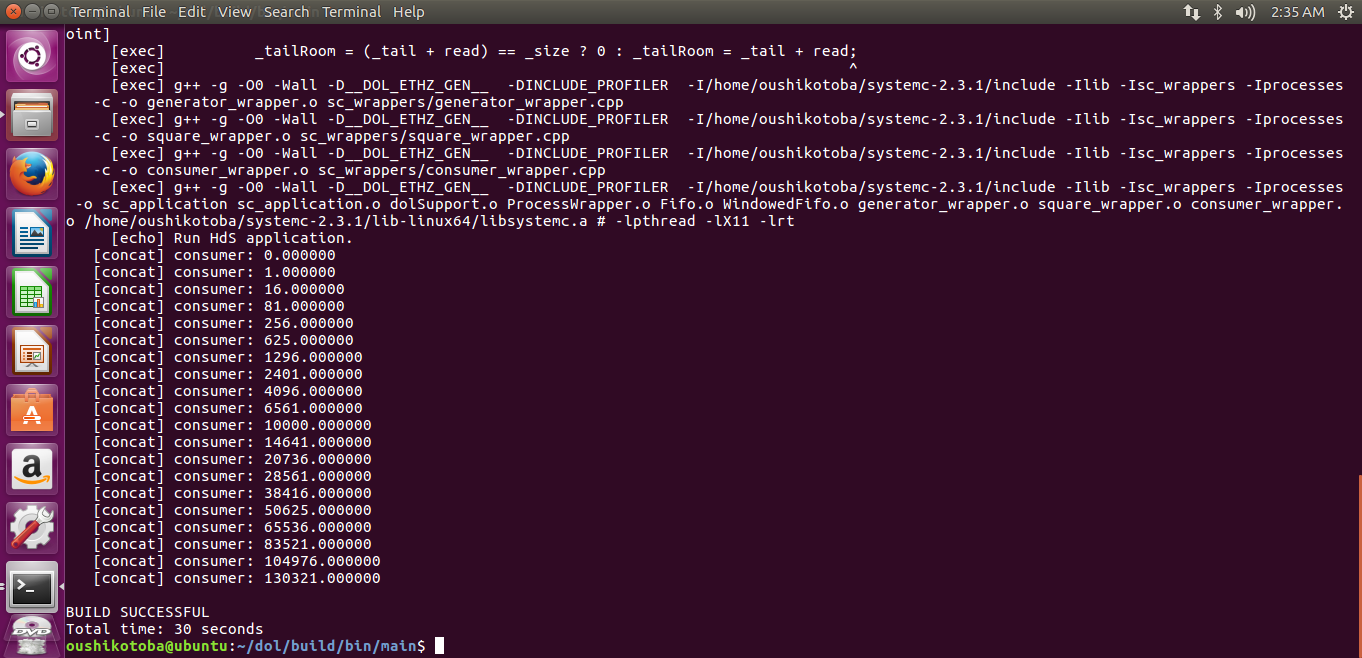 Terminal File Edit View Search Terminal Help 2:35 AM
oint]
[exec] _tailRoom = (_tail + read) == _size ? 0 : _tailRoom = _tail + read;
[exec] ^
[exec] g++ -g -O0 -Wall -D__DOL_ETHZ_GEN__ -DINCLUDE_PROFILER -I/home/oushikotoba/systemc-2.3.1/include -Ilib -Isc_wrappers -Iprocesses
-c -o generator_wrapper.o sc_wrappers/generator_wrapper.cpp
[exec] g++ -g -O0 -Wall -D__DOL_ETHZ_GEN__ -DINCLUDE_PROFILER -I/home/oushikotoba/systemc-2.3.1/include -Ilib -Isc_wrappers -Iprocesses
-c -o square_wrapper.o sc_wrappers/square_wrapper.cpp
[exec] g++ -g -O0 -Wall -D__DOL_ETHZ_GEN__ -DINCLUDE_PROFILER -I/home/oushikotoba/systemc-2.3.1/include -Ilib -Isc_wrappers -Iprocesses
-c -o consumer_wrapper.o sc_wrappers/consumer_wrapper.cpp
[exec] g++ -g -O0 -Wall -D__DOL_ETHZ_GEN__ -DINCLUDE_PROFILER -I/home/oushikotoba/systemc-2.3.1/include -Ilib -Isc_wrappers -Iprocesses
-o sc_application sc_application.o dolSupport.o ProcessWrapper.o Fifo.o WindowedFifo.o generator_wrapper.o square_wrapper.o consumer_wrapper.
o /home/oushikotoba/systemc-2.3.1/lib-linux64/libsystemc.a # -lpthread -lX11 -lrt
[echo] Run HdS application.
[concat] consumer: 0.000000
[concat] consumer: 1.000000
[concat] consumer: 16.000000
[concat] consumer: 81.000000
[concat] consumer: 256.000000
[concat] consumer: 625.000000
[concat] consumer: 1296.000000
[concat] consumer: 2401.000000
[concat] consumer: 4096.000000
[concat] consumer: 6561.000000
[concat] consumer: 10000.000000
[concat] consumer: 14641.000000
[concat] consumer: 20736.000000
[concat] consumer: 28561.000000
[concat] consumer: 38416.000000
[concat] consumer: 50625.000000
[concat] consumer: 65536.000000
[concat] consumer: 83521.000000
[concat] consumer: 104976.000000
[concat] consumer: 130321.000000
BUILD SUCCESSFUL
Total time: 30 seconds
oushikotoba@ubuntu:~/dol/build/bin/main$